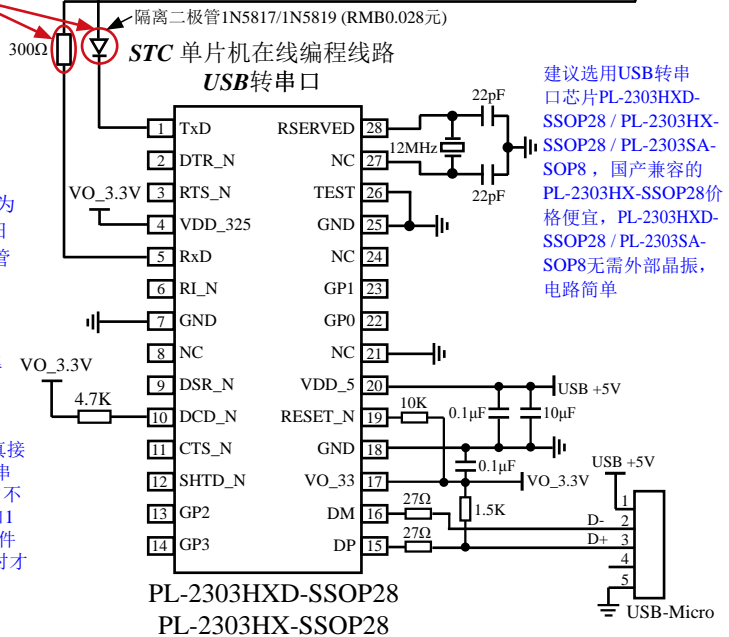 隔离二极管1N5817/1N5819 (RMB0.028元)
300Ω
STC 单片机在线编程线路
USB转串口
建议选用USB转串
口芯片PL-2303HXD-
SSOP28 / PL-2303HX-
SSOP28 / PL-2303SA-
SOP8 ，国产兼容的
PL-2303HX-SSOP28价
格便宜，PL-2303HXD-
SSOP28 / PL-2303SA-
SOP8无需外部晶振，
电路简单
为
管
接
串
不
1
件
时才
VO_3.3V
VO_3.3V
4.7K
1 TxD
2 DTR_N
3 RTS_N
4 VDD_325
5 RxD
6 RI_N
7 GND
8 NC
9 DSR_N
10 DCD_N
11 CTS_N
12 SHTD_N
13 GP2
14 GP3
RSERVED 28
NC 27
TEST 26
GND 25
NC 24
GP1 23
GP0 22
NC 21
VDD_5 20
RESET_N 19
GND 18
VO_33 17
DM 16
DP 15
22pF
12MHz
22pF
USB +5V
10K
0.1μF
10μF
0.1μF
VO_3.3V
USB +5V
27Ω
1.5K
27Ω
D-
D+
1
2
3
4
5
USB-Micro
PL-2303HXD-SSOP28
PL-2303HX-SSOP28